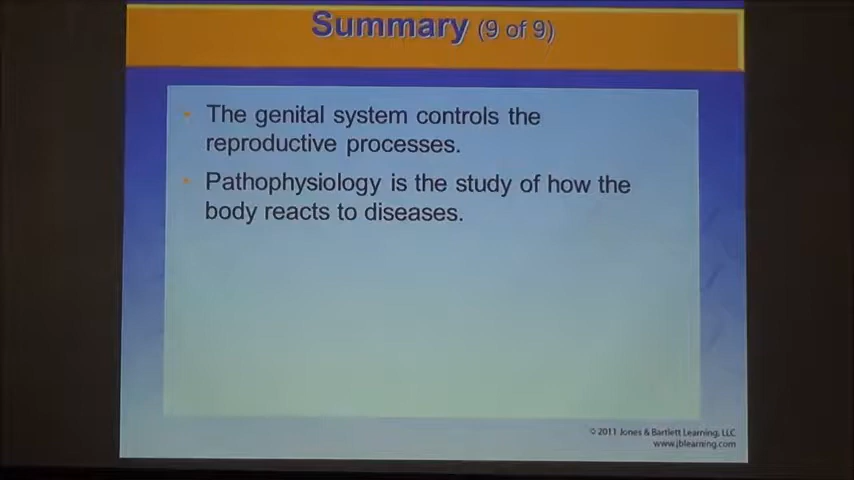 Summary (9 of 9)
• The genital system controls the
reproductive processes.
• Pathophysiology is the study of how the
body reacts to diseases.
© 2011 Jones & Bartlett Learning, LLC
www.jblearning.com